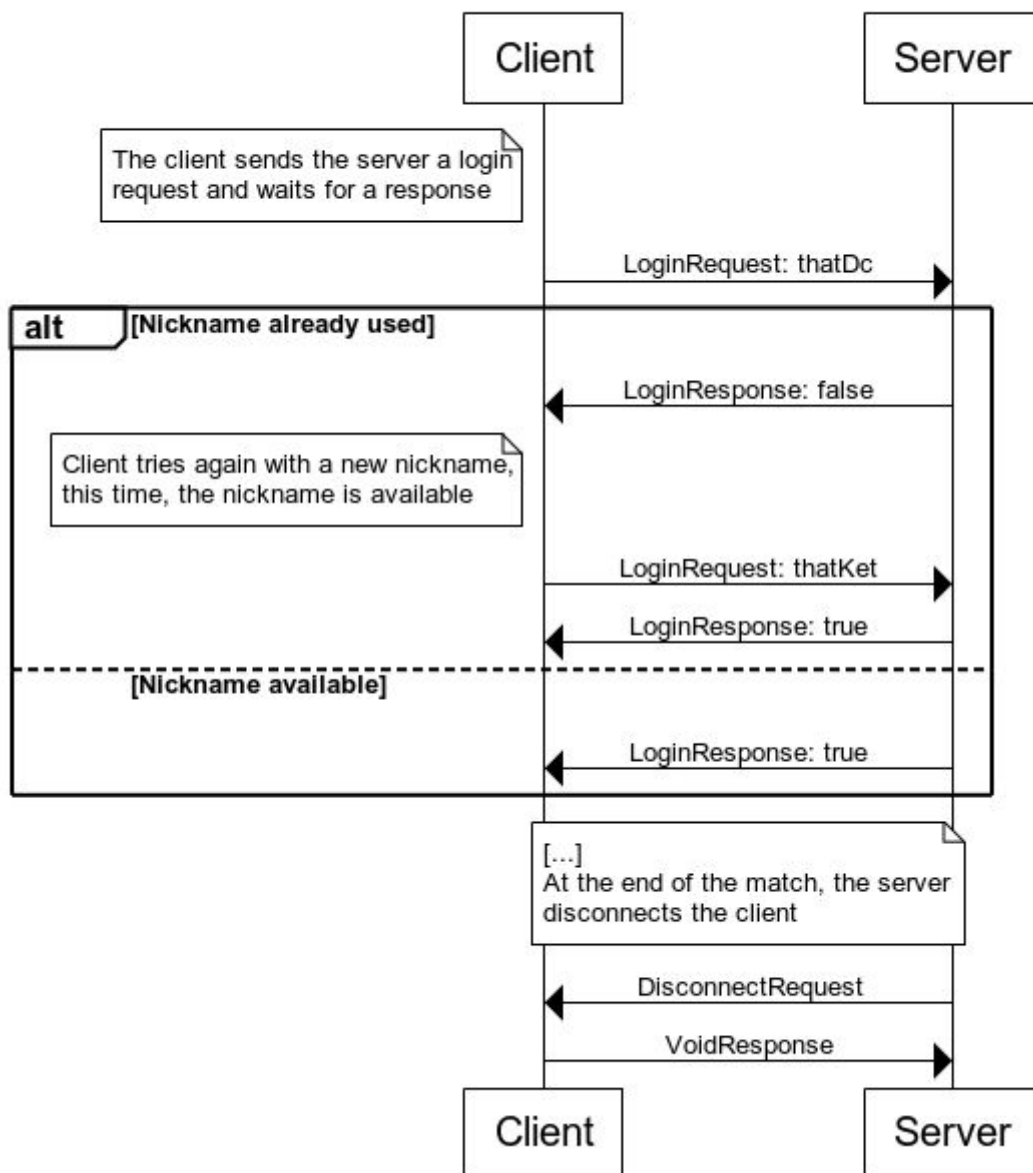 Client
Server
The client sends the server a login
request and waits for a response
LoginRequest: thatDc
alt
[Nickname already used]
LoginResponse: false
Client tries again with a new nickname,
this time, the nickname is available
LoginRequest: thatKet
LoginResponse: true
[Nickname available]
LoginResponse: true
[...]
At the end of the match, the server
disconnects the client
DisconnectRequest
VoidResponse
Client
Server